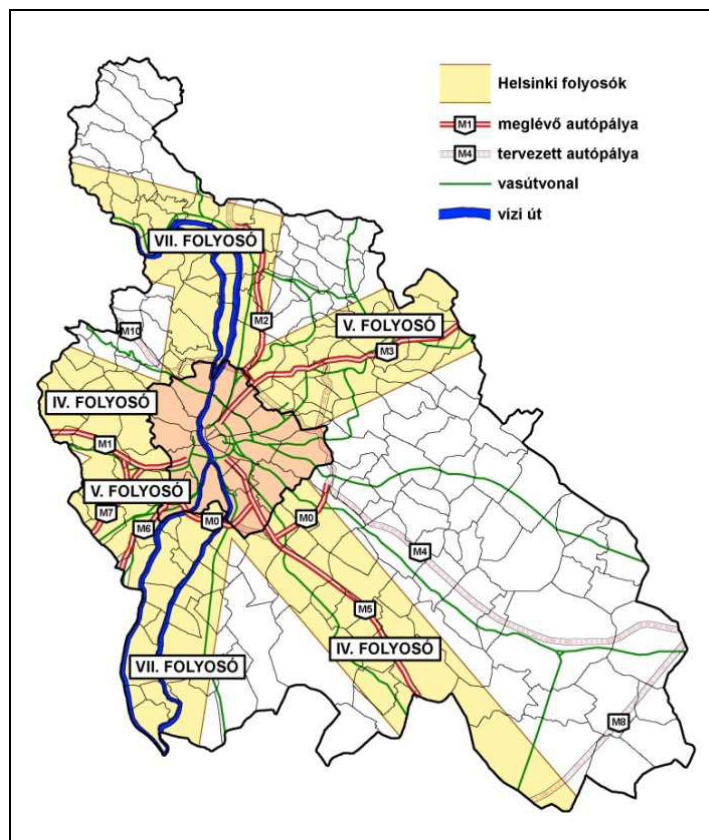 Helsinki folyosók
M1 meglévő autópálya
M4 tervezett autópálya
vasútvonal
vízi út
VII. FOLYOSÓ
M2
M10
V. FOLYOSÓ
M3
IV. FOLYOSÓ
M1
V. FOLYOSÓ
M7
M6
M0
M0
M4
M5
IV. FOLYOSÓ
VII. FOLYOSÓ
M8